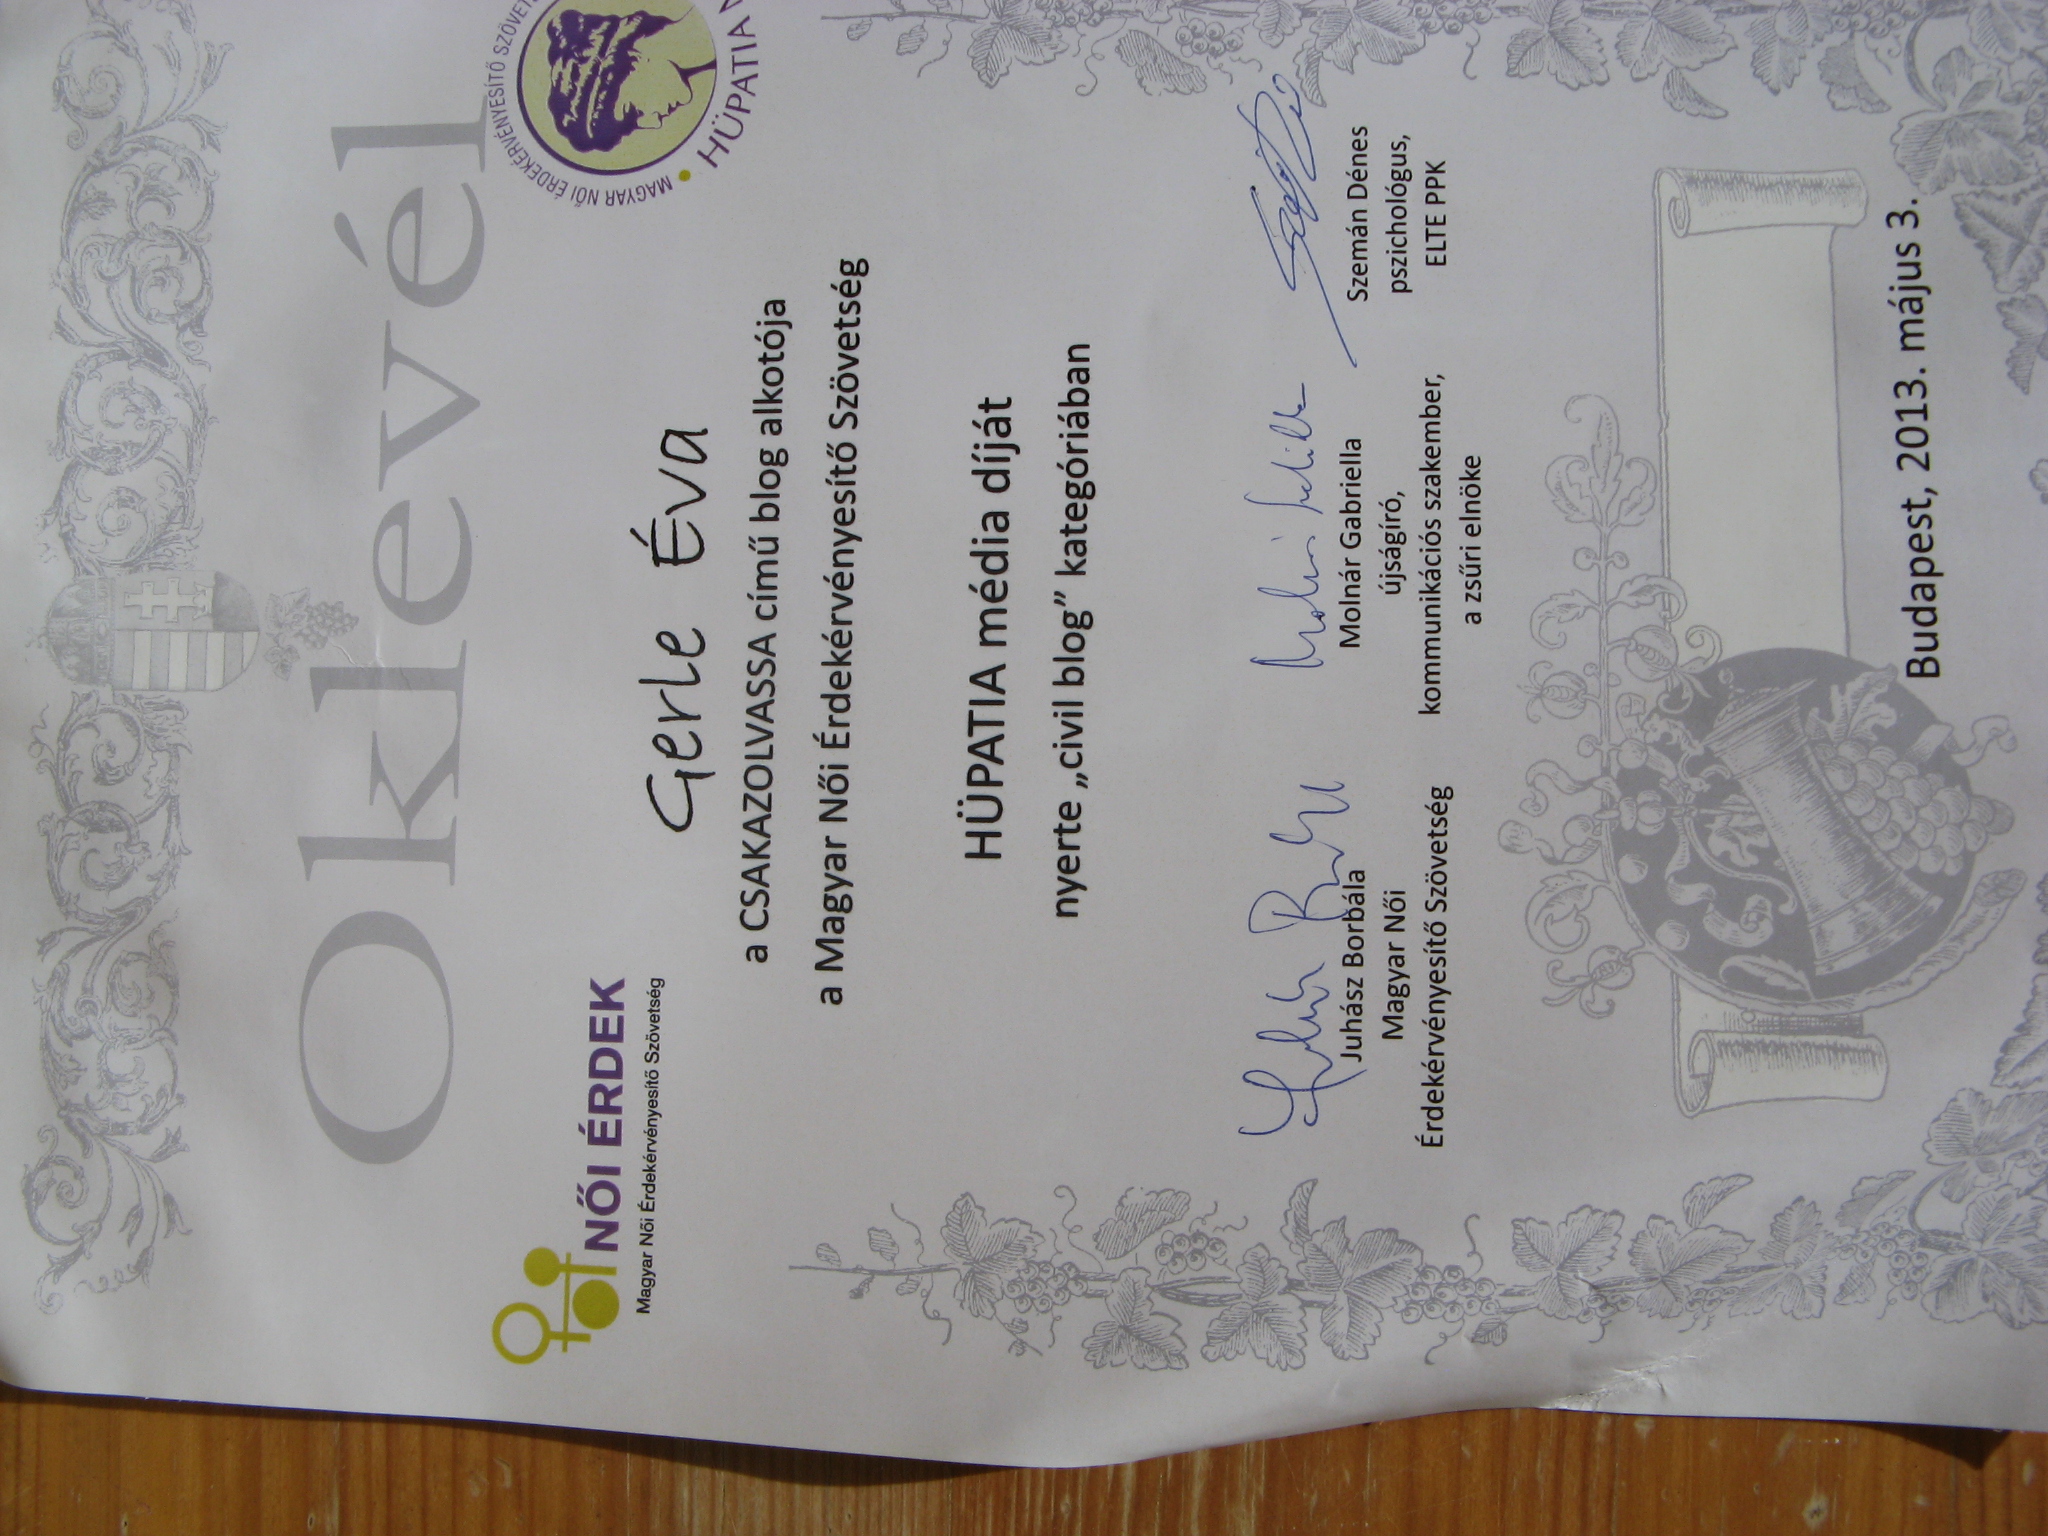 Oklevél
NŐI ÉRDEK
Magyar Női Érdekérvényesítő Szövetség
MAGYAR NŐI ÉRDEKÉRVÉNYESÍTŐ SZÖVET
HÜPATIA
Gerle Éva
a CSAKAZOLVASSA című blog alkotója
a Magyar Női Érdekérvényesítő Szövetség
HÜPATIA média díját
nyerte „civil blog” kategóriában
Juhász Borbála
Magyar Női
Érdekérvényesítő Szövetség
Molnár Gabriella
újságíró,
kommunikációs szakember,
a zsűri elnöke
Szemán Dénes
pszichológus,
ELTE PPK
Budapest, 2013. május 3.